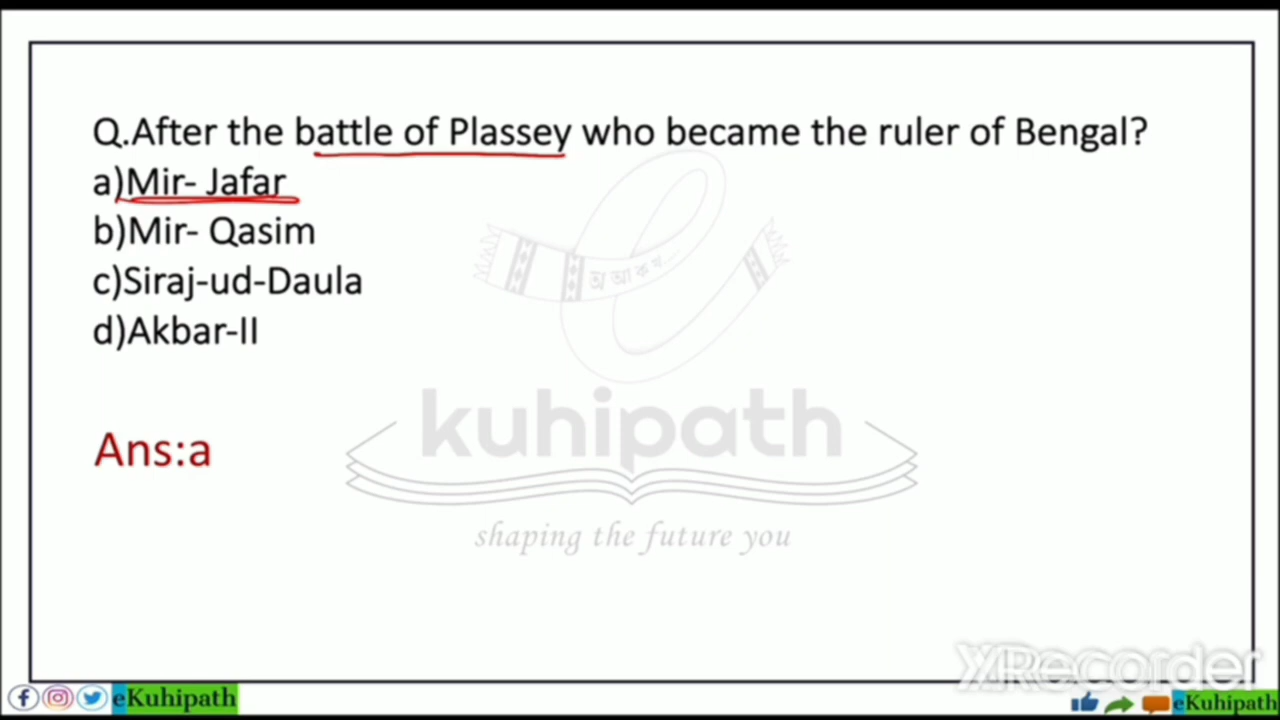 Q.After the battle of Plassey who became the ruler of Bengal?
a)Mir- Jafar
b)Mir- Qasim
c)Siraj-ud-Daula
d)Akbar-II
Ans:a
অ আ ক খ....
kuhipath
shaping the future you
XRecorder
eKuhipath
eKuhipath